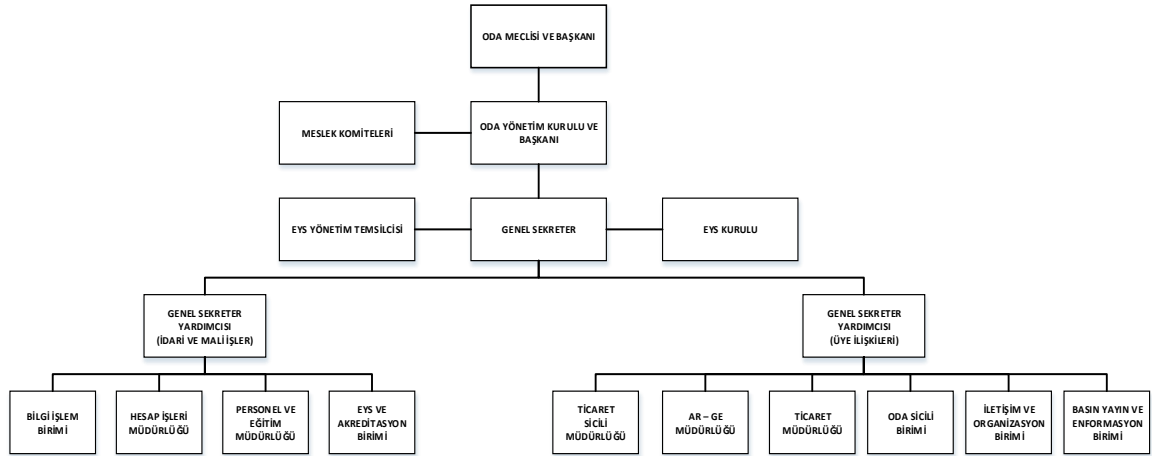 ODA MECLİSİ VE BAŞKANI
MESLEK KOMİTELERİ
ODA YÖNETİM KURULU VE
BAŞKANI
EYS YÖNETİM TEMSİLCİSİ
GENEL SEKRETER
EYS KURULU
GENEL SEKRETER
YARDIMCISI
(İDARİ VE MALİ İŞLER)
GENEL SEKRETER
YARDIMCISI
(ÜYE İLİŞKİLERİ)
BİLGİ İŞLEM
BİRİMİ
HESAP İŞLERİ
MÜDÜRLÜĞÜ
PERSONEL VE
EĞİTİM
MÜDÜRLÜĞÜ
EYS VE
AKREDİTASYON
BİRİMİ
TİCARET
SİCİLİ
MÜDÜRLÜĞÜ
AR – GE
MÜDÜRLÜĞÜ
TİCARET
MÜDÜRLÜĞÜ
ODA SİCİLİ
BİRİMİ
İLETİŞİM VE
ORGANİZASYON
BİRİMİ
BASIN YAYIN VE
ENFORMASYON
BİRİMİ